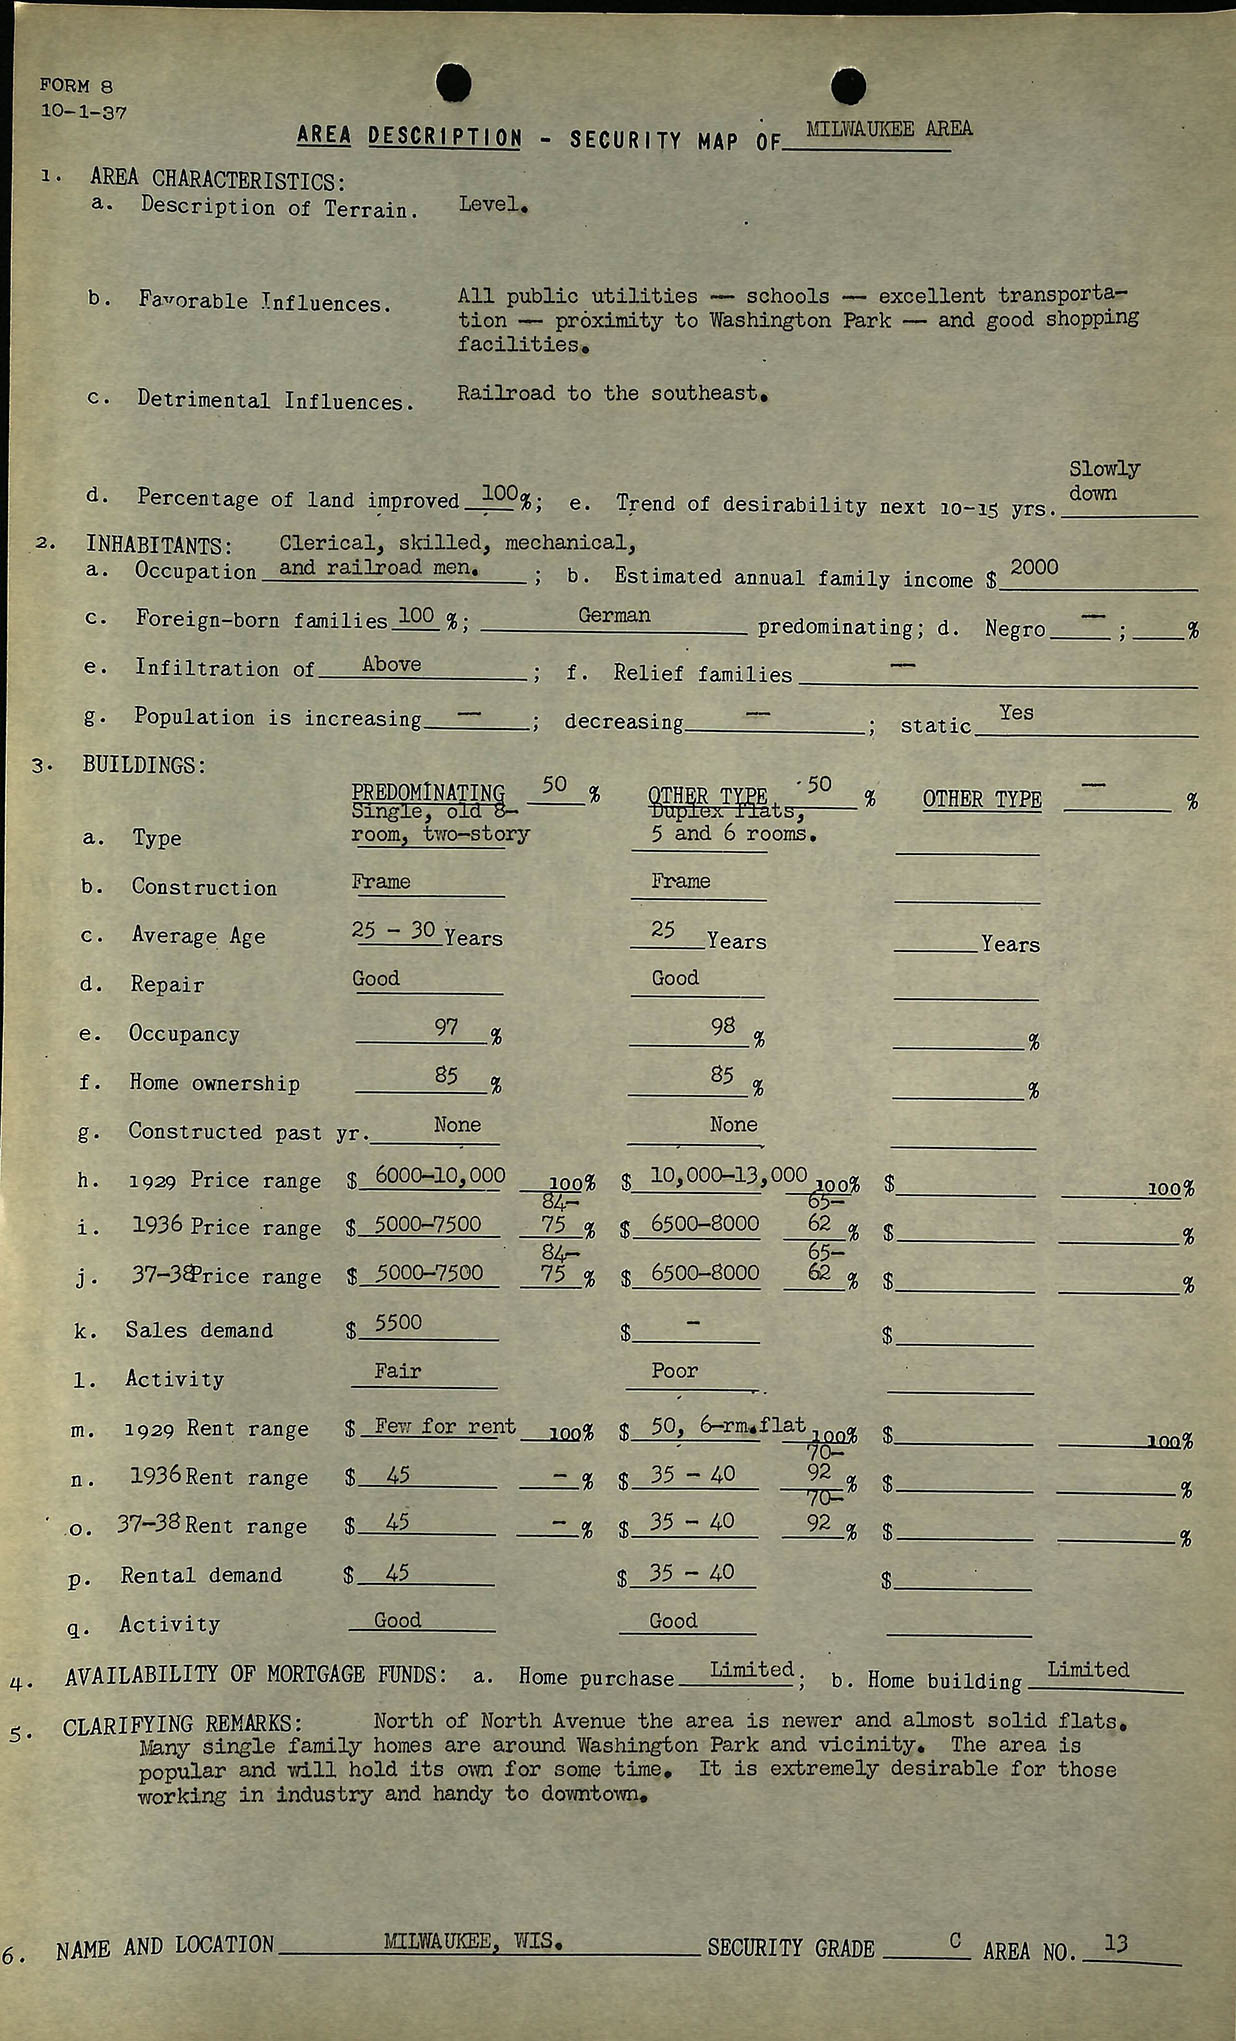 FORM 8
10-1-37
AREA DESCRIPTION - SECURITY MAP OF MILWAUKEE AREA
1. AREA CHARACTERISTICS:
a. Description of Terrain. Level.
b. Favorable Influences. All public utilities — schools — excellent transporta-
tion — proximity to Washington Park — and good shopping
facilities.
c. Detrimental Influences. Railroad to the southeast.
Slowly
d. Percentage of land improved 100%; e. Trend of desirability next 10-15 yrs. down
2. INHABITANTS: Clerical, skilled, mechanical,
a. Occupation and railroad men. ; b. Estimated annual family income $ 2000
c. Foreign-born families 100 %; German predominating; d. Negro — ; %
e. Infiltration of Above ; f. Relief families —
g. Population is increasing — ; decreasing — ; static Yes
3. BUILDINGS:
PREDOMINATING 50 % OTHER TYPE 50 % OTHER TYPE — %
Single, old 8- Duplex Flats,
a. Type room, two-story 5 and 6 rooms.
b. Construction Frame Frame
c. Average Age 25 - 30 Years 25 Years Years
d. Repair Good Good
e. Occupancy 97 % 98 % %
f. Home ownership 85 % 85 % %
g. Constructed past yr. None None
h. 1929 Price range $ 6000-10,000 100% $ 10,000-13,000 100% $ 100%
84- 65-
i. 1936 Price range $ 5000-7500 75 % $ 6500-8000 62 % $ %
84- 65-
j. 37-38 Price range $ 5000-7500 75 % $ 6500-8000 62 % $ %
k. Sales demand $ 5500 $ - $
l. Activity Fair Poor
m. 1929 Rent range $ Few for rent 100% $ 50, 6-rm.flat 100% $ 100%
70-
n. 1936 Rent range $ 45 - % $ 35 - 40 92 % $ %
70-
o. 37-38 Rent range $ 45 - % $ 35 - 40 92 % $ %
p. Rental demand $ 45 $ 35 - 40 $
q. Activity Good Good
4. AVAILABILITY OF MORTGAGE FUNDS: a. Home purchase Limited; b. Home building Limited
5. CLARIFYING REMARKS: North of North Avenue the area is newer and almost solid flats.
Many single family homes are around Washington Park and vicinity. The area is
popular and will hold its own for some time. It is extremely desirable for those
working in industry and handy to downtown.
6. NAME AND LOCATION MILWAUKEE, WIS. SECURITY GRADE C AREA NO. 13